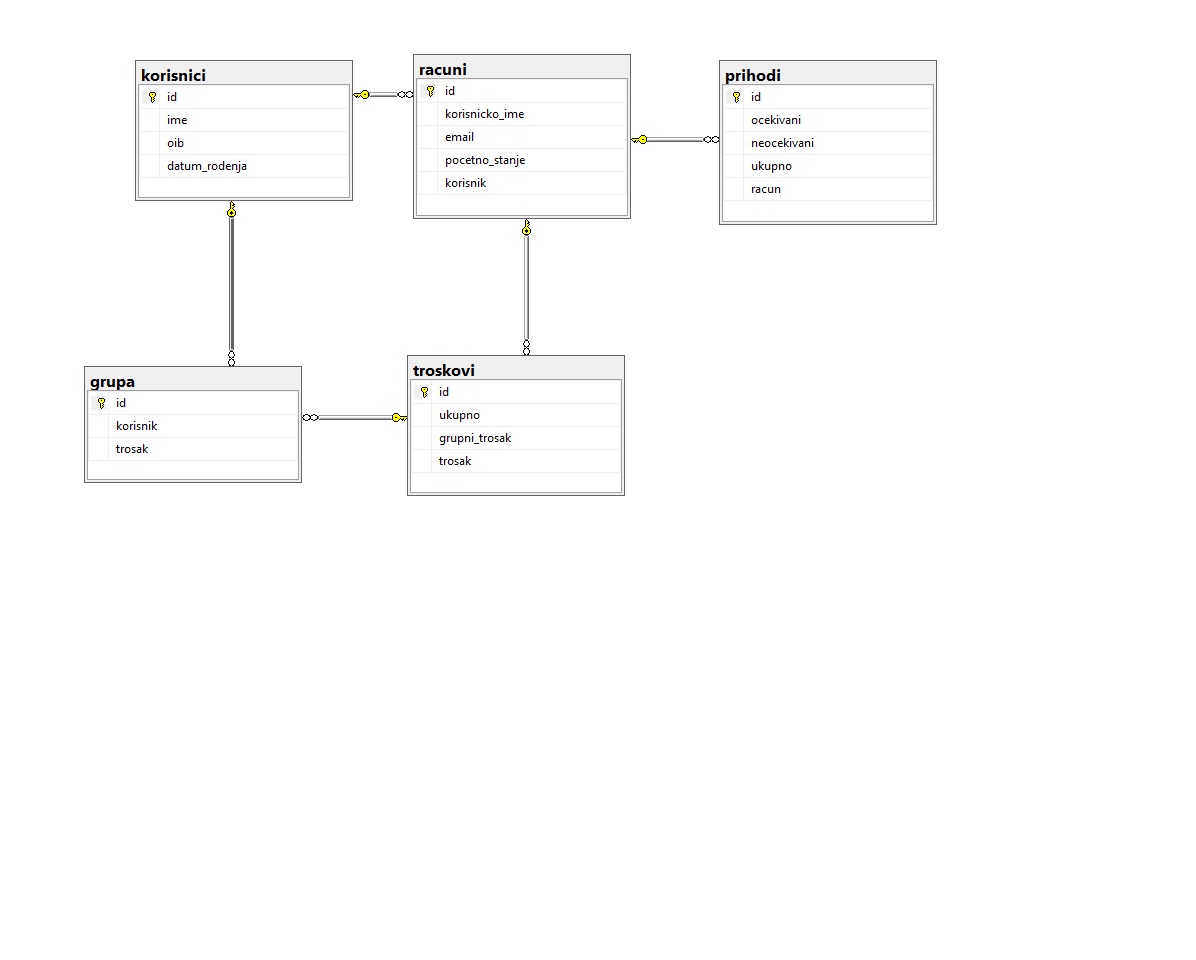 korisnici
id
ime
oib
datum_rodenja
racuni
id
korisnicko_ime
email
pocetno_stanje
korisnik
prihodi
id
ocekivani
neocekivani
ukupno
racun
grupa
id
korisnik
trosak
troskovi
id
ukupno
grupni_trosak
trosak